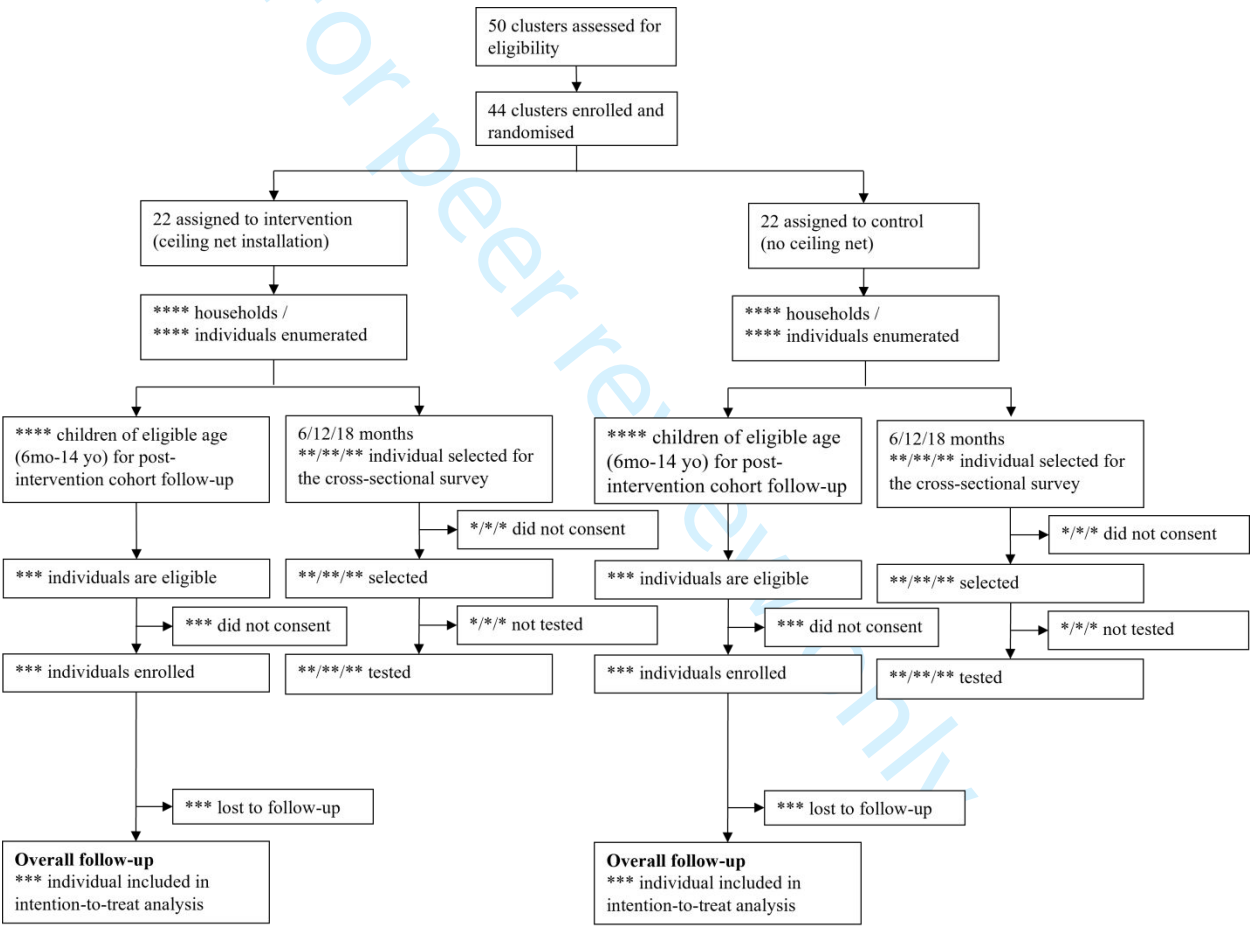 50 clusters assessed for
eligibility
44 clusters enrolled and
randomised
22 assigned to intervention
(ceiling net installation)
22 assigned to control
(no ceiling net)
**** households /
**** individuals enumerated
**** households /
**** individuals enumerated
**** children of eligible age
(6mo-14 yo) for post-
intervention cohort follow-up
6/12/18 months
**/**/** individual selected for
the cross-sectional survey
**** children of eligible age
(6mo-14 yo) for post-
intervention cohort follow-up
6/12/18 months
**/**/** individual selected for
the cross-sectional survey
*/*/* did not consent
*/*/* did not consent
*** individuals are eligible
**/**/** selected
*** individuals are eligible
**/**/** selected
*** did not consent
*/*/* not tested
*** did not consent
*/*/* not tested
*** individuals enrolled
**/**/** tested
*** individuals enrolled
**/**/** tested
*** lost to follow-up
*** lost to follow-up
Overall follow-up
*** individual included in
intention-to-treat analysis
Overall follow-up
*** individual included in
intention-to-treat analysis
or peer review only